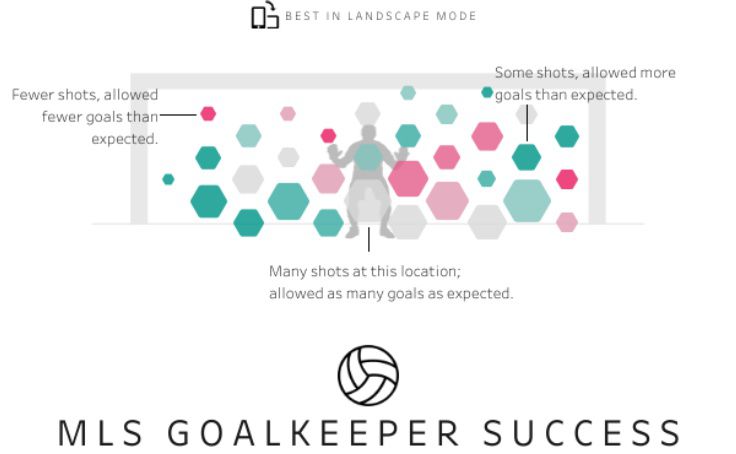 BEST IN LANDSCAPE MODE
Some shots, allowed more
goals than expected.
Fewer shots, allowed
fewer goals than
expected.
Many shots at this location;
allowed as many goals as expected.
MLS GOALKEEPER SUCCESS